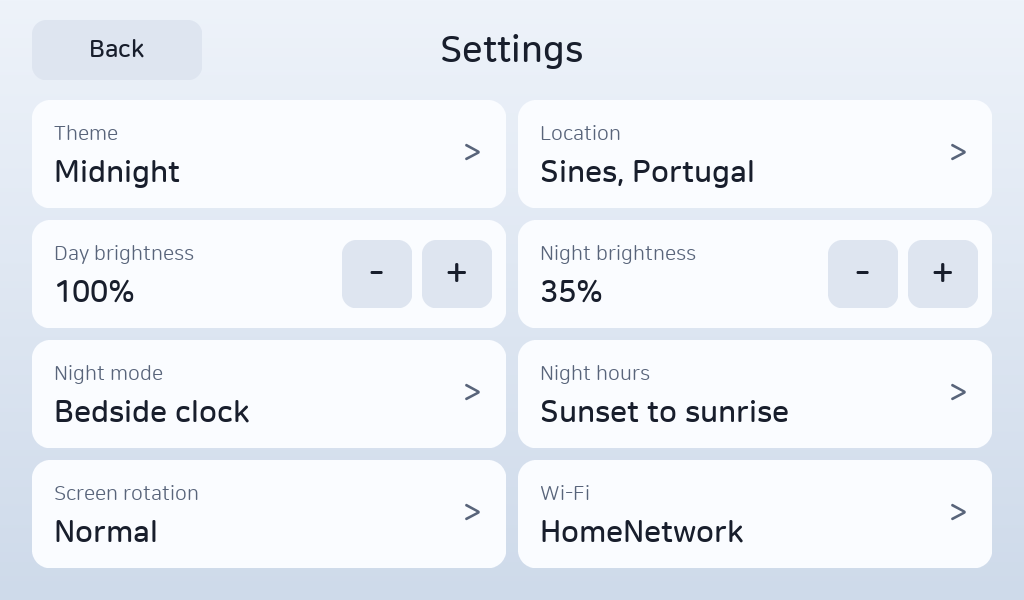 Back
Settings
Theme
Midnight
>
Location
Sines, Portugal
>
Day brightness
100%
-
+
Night brightness
35%
-
+
Night mode
Bedside clock
>
Night hours
Sunset to sunrise
>
Screen rotation
Normal
>
Wi-Fi
HomeNetwork
>